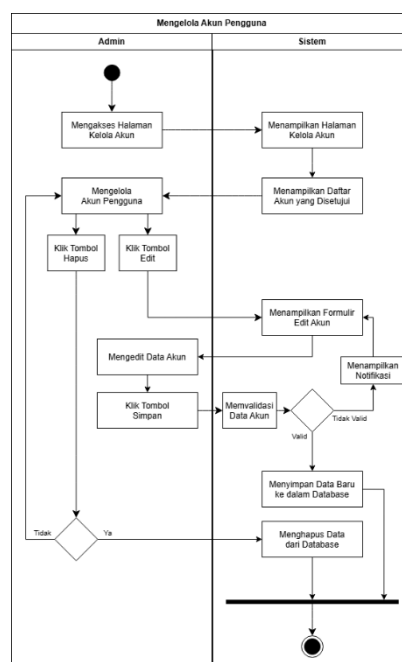 Mengelola Akun Pengguna
Admin
Sistem
Mengakses Halaman
Kelola Akun
Menampilkan Halaman
Kelola Akun
Mengelola
Akun Pengguna
Menampilkan Daftar
Akun yang Disetujui
Klik Tombol
Hapus
Klik Tombol
Edit
Menampilkan Formulir
Edit Akun
Mengedit Data Akun
Menampilkan
Notifikasi
Klik Tombol
Simpan
Memvalidasi
Data Akun
Tidak Valid
Valid
Menyimpan Data Baru
ke dalam Database
Tidak
Ya
Menghapus Data
dari Database